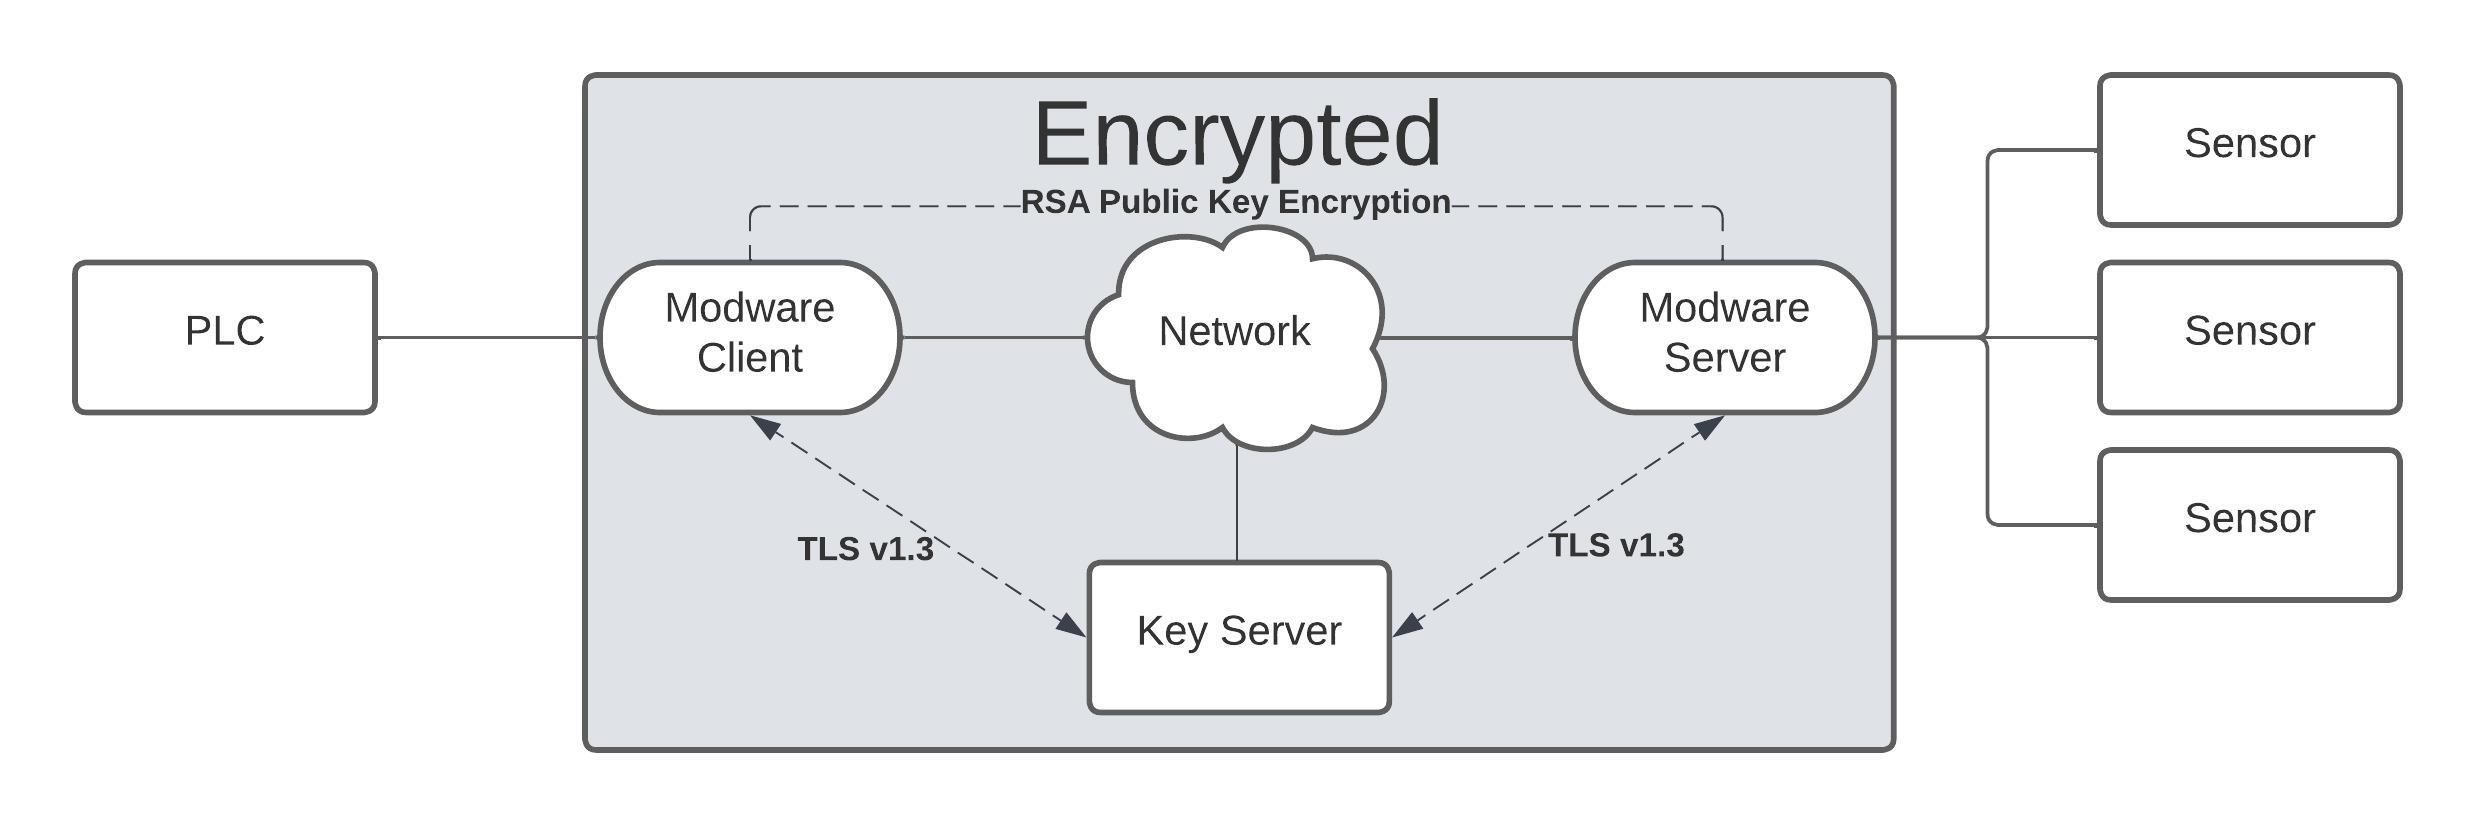 Encrypted
RSA Public Key Encryption
PLC
Modware
Client
Network
Modware
Server
Sensor
Sensor
Sensor
TLS v1.3
TLS v1.3
Key Server